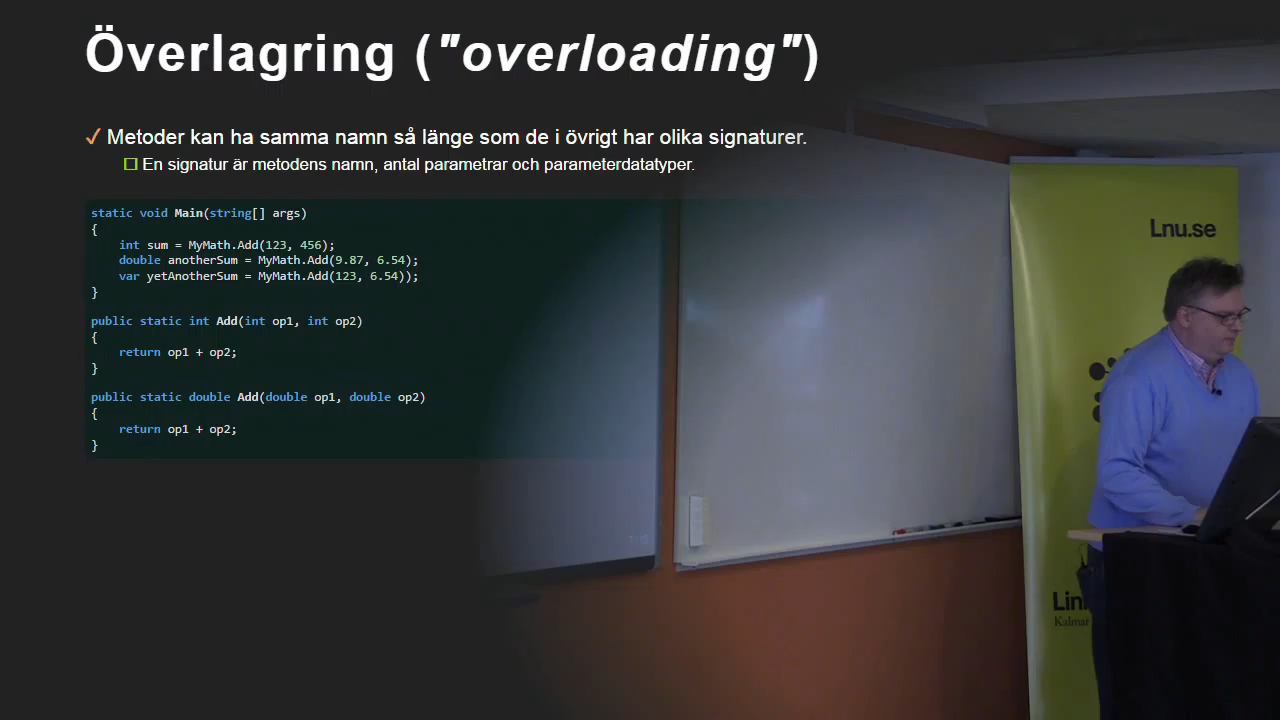 Överlagring ("overloading")
✓ Metoder kan ha samma namn så länge som de i övrigt har olika signaturer.
☐ En signatur är metodens namn, antal parametrar och parameterdatatyper.
static void Main(string[] args)
{
    int sum = MyMath.Add(123, 456);
    double anotherSum = MyMath.Add(9.87, 6.54);
    var yetAnotherSum = MyMath.Add(123, 6.54));
}
public static int Add(int op1, int op2)
{
    return op1 + op2;
}
public static double Add(double op1, double op2)
{
    return op1 + op2;
}
Lnu.se
Kalmar